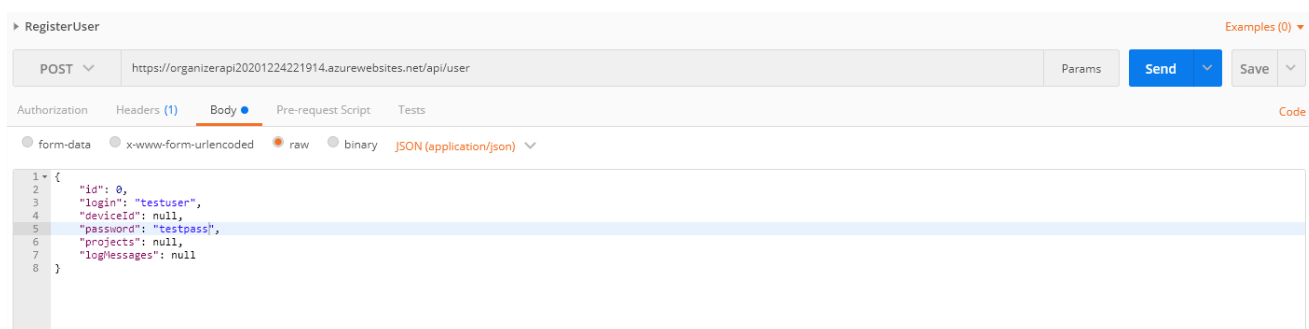 RegisterUser
Examples (0)
POST https://organizerapi20201224221914.azurewebsites.net/api/user Params Send Save
Authorization Headers (1) Body Pre-request Script Tests Code
form-data x-www-form-urlencoded raw binary JSON (application/json)
1 {
2 "id": 0,
3 "login": "testuser",
4 "deviceId": null,
5 "password": "testpass",
6 "projects": null,
7 "logMessages": null
8 }